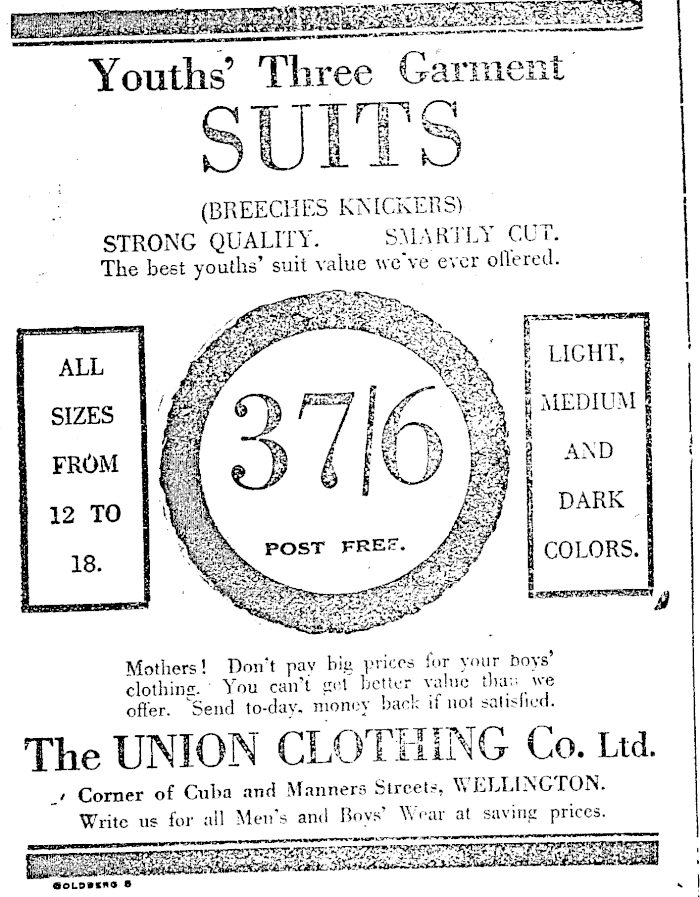 Youths' Three Garment
SUITS
(BREECHES KNICKERS)
STRONG QUALITY. SMARTLY CUT.
The best youths' suit value we've ever offered.
ALL
SIZES
FROM
12 TO
18.
37/6
POST FREE.
LIGHT,
MEDIUM
AND
DARK
COLORS.
Mothers! Don't pay big prices for your boys'
clothing. You can't get better value than we
offer. Send to-day, money back if not satisfied.
The UNION CLOTHING Co. Ltd.
Corner of Cuba and Manners Streets, WELLINGTON.
Write us for all Men's and Boys' Wear at saving prices.
GOLDBERG 5